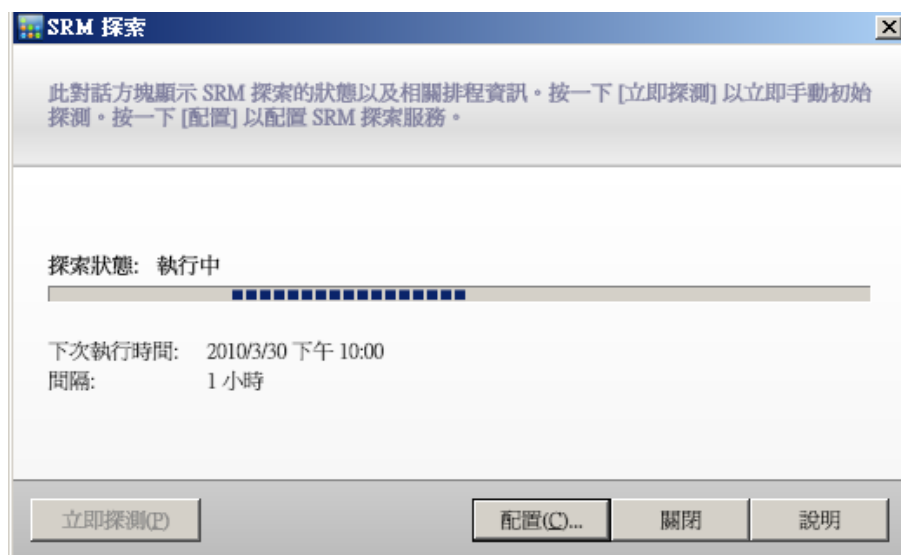 SRM 探索
此對話方塊顯示 SRM 探索的狀態以及相關排程資訊。按一下 [立即探測] 以立即手動初始
探測。按一下 [配置] 以配置 SRM 探索服務。
探索狀態: 執行中
下次執行時間: 2010/3/30 下午 10:00
間隔: 1 小時
立即探測(P) 配置(C)... 關閉 說明